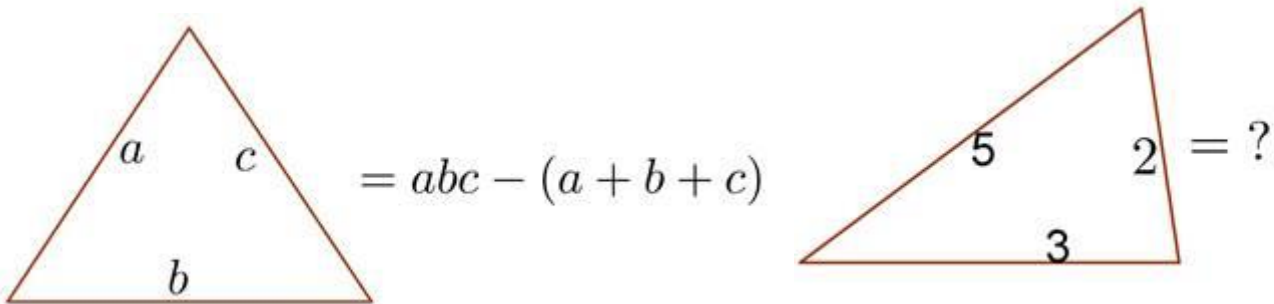 a
c
b
= abc − (a + b + c)
5
2
3
= ?